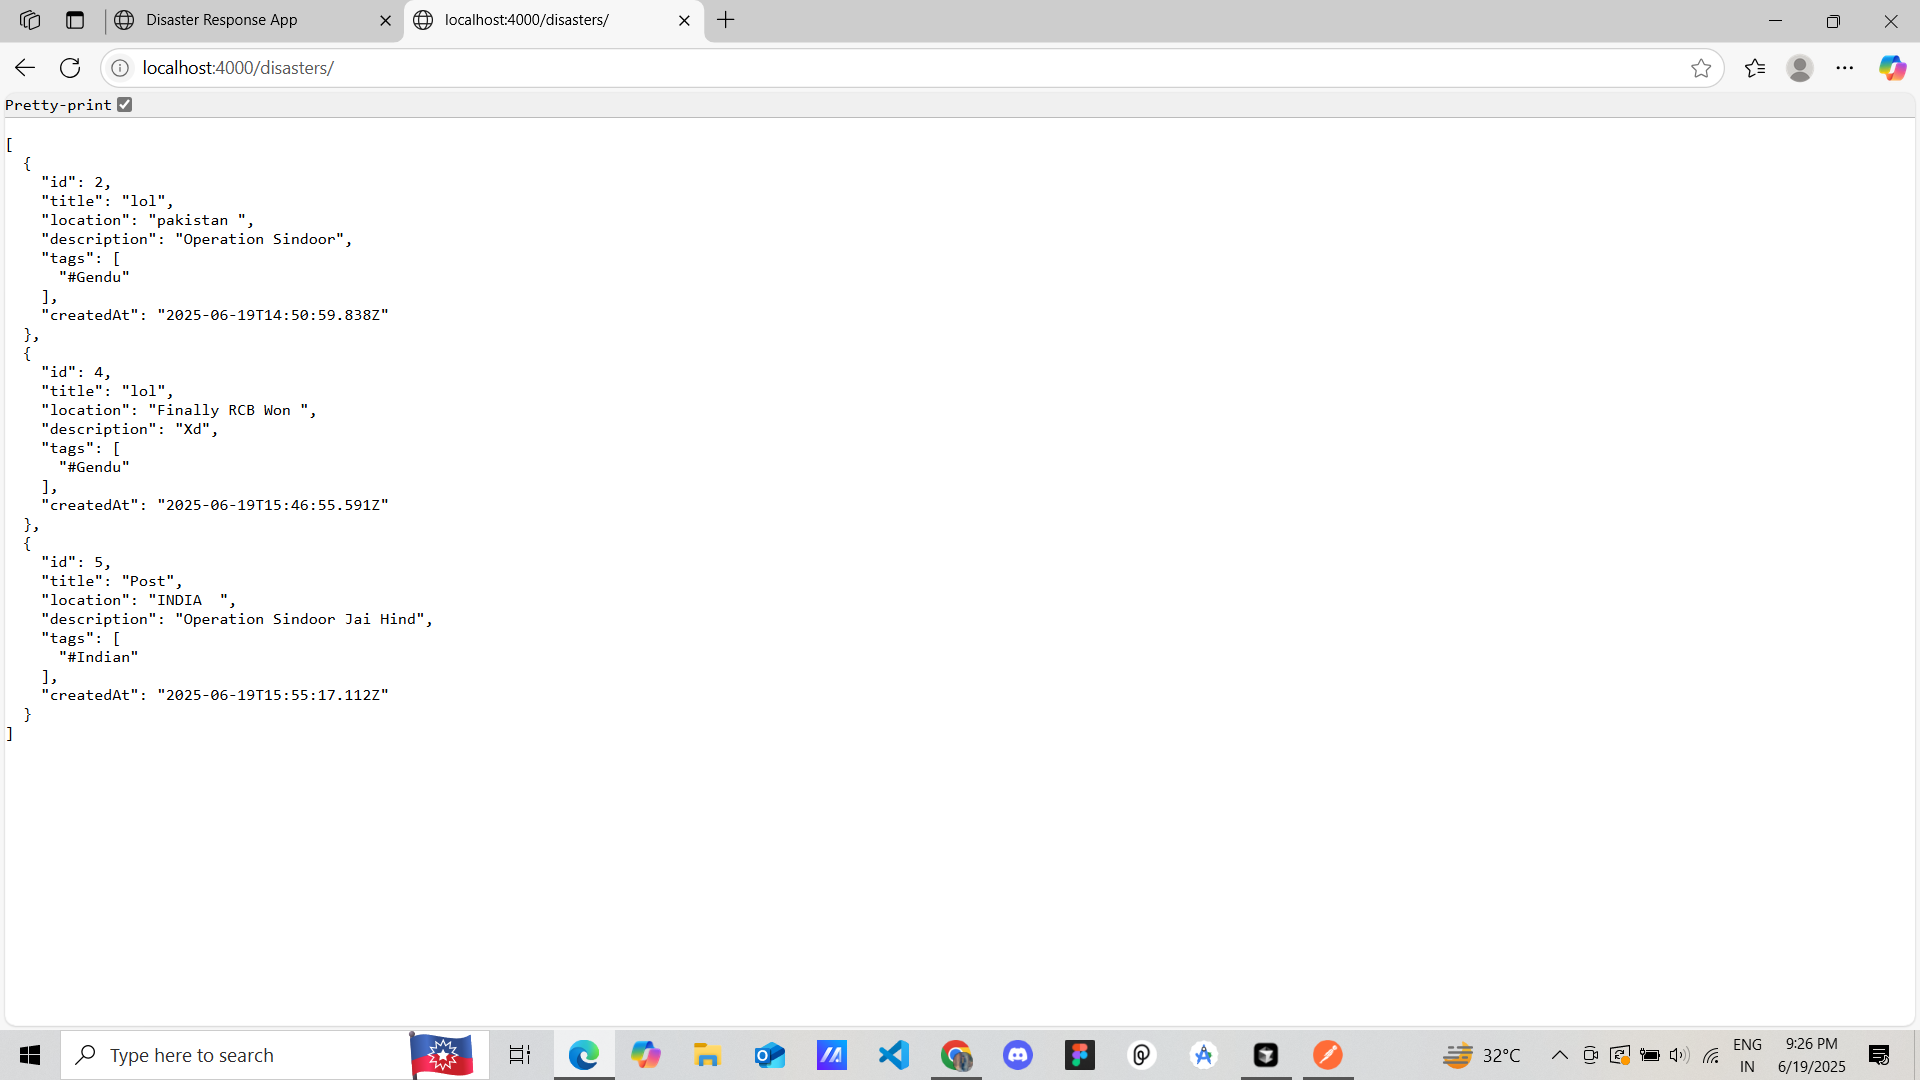 Disaster Response App
localhost:4000/disasters/
localhost:4000/disasters/
Pretty-print
[
  {
    "id": 2,
    "title": "lol",
    "location": "pakistan ",
    "description": "Operation Sindoor",
    "tags": [
      "#Gendu"
    ],
    "createdAt": "2025-06-19T14:50:59.838Z"
  },
  {
    "id": 4,
    "title": "lol",
    "location": "Finally RCB Won ",
    "description": "Xd",
    "tags": [
      "#Gendu"
    ],
    "createdAt": "2025-06-19T15:46:55.591Z"
  },
  {
    "id": 5,
    "title": "Post",
    "location": "INDIA  ",
    "description": "Operation Sindoor Jai Hind",
    "tags": [
      "#Indian"
    ],
    "createdAt": "2025-06-19T15:55:17.112Z"
  }
]
Type here to search
32°C
ENG
IN
9:26 PM
6/19/2025